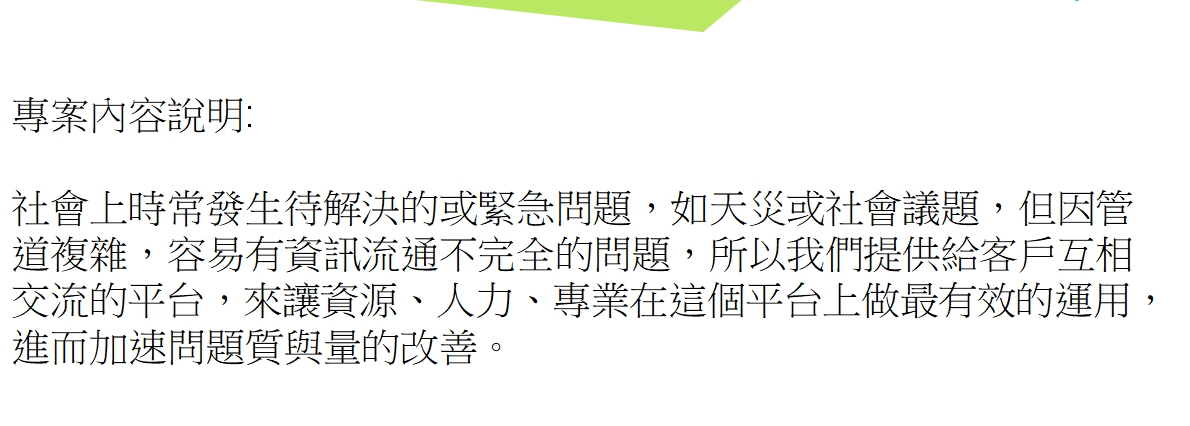 專案內容說明:
社會上時常發生待解決的或緊急問題，如天災或社會議題，但因管
道複雜，容易有資訊流通不完全的問題，所以我們提供給客戶互相
交流的平台，來讓資源、人力、專業在這個平台上做最有效的運用，
進而加速問題質與量的改善。